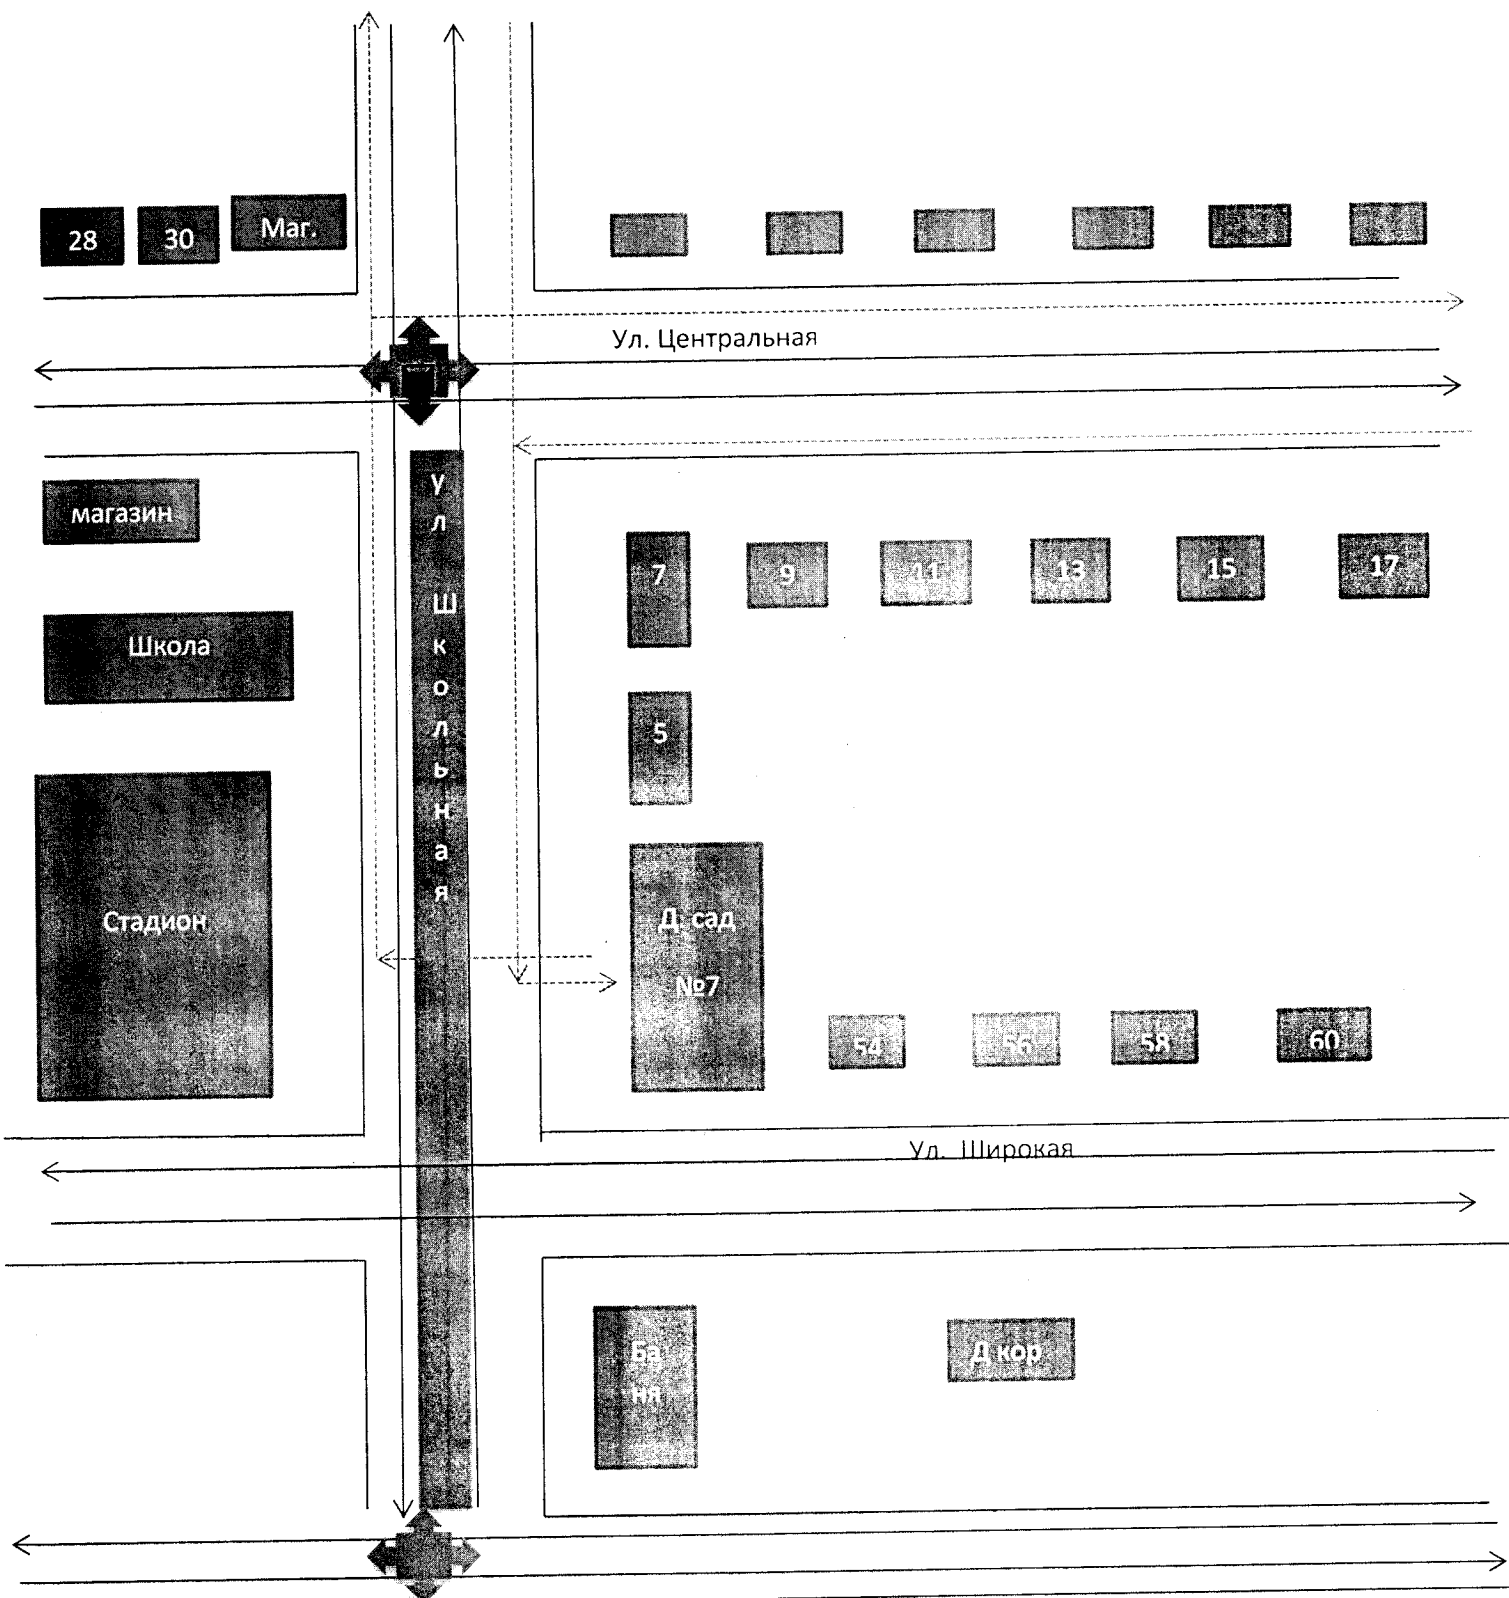 28
30
Маг.
Ул. Центральная
ул Школьная
магазин
7
9
11
13
15
17
Школа
5
Стадион
Д. сад
№7
54
56
58
60
Ул. Широкая
Ба
ня
Д кор